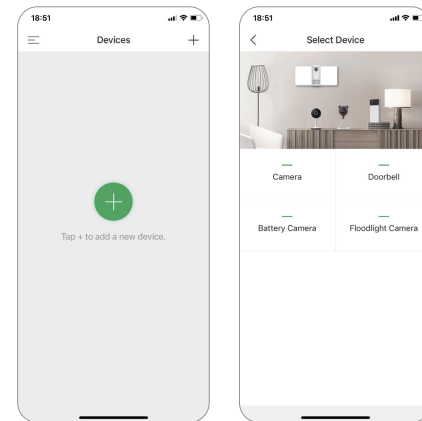 18:51
Devices
Tap + to add a new device.
18:51
Select Device
Camera
Doorbell
Battery Camera
Floodlight Camera